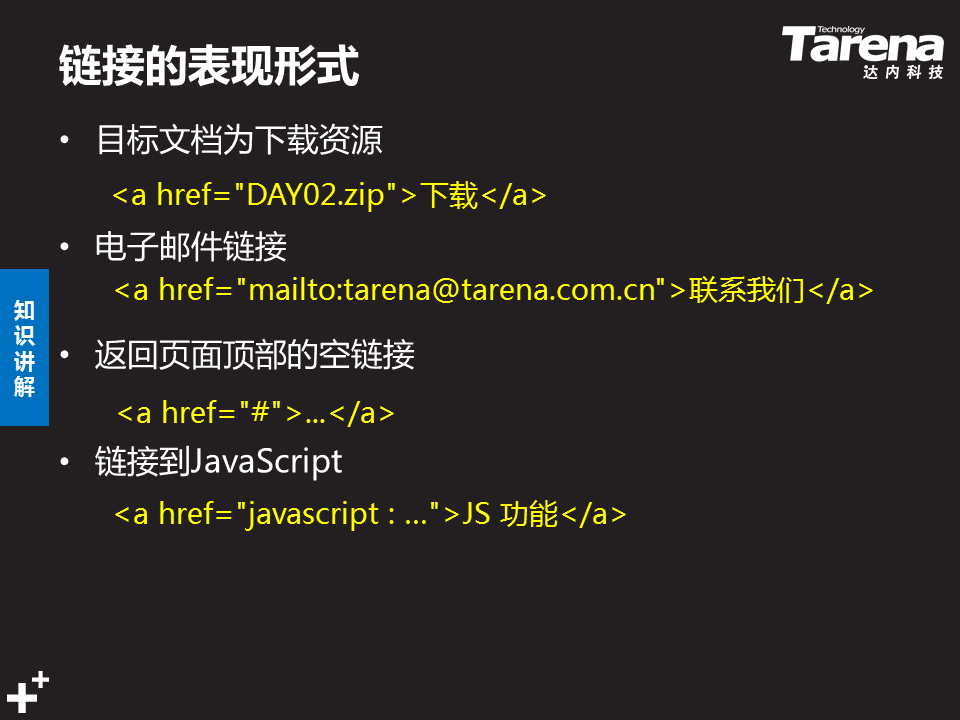 链接的表现形式
Technology
Tarena
达内科技
• 目标文档为下载资源
<a href="DAY02.zip">下载</a>
• 电子邮件链接
<a href="mailto:tarena@tarena.com.cn">联系我们</a>
知识讲解
• 返回页面顶部的空链接
<a href="#">...</a>
• 链接到JavaScript
<a href="javascript : …">JS 功能</a>